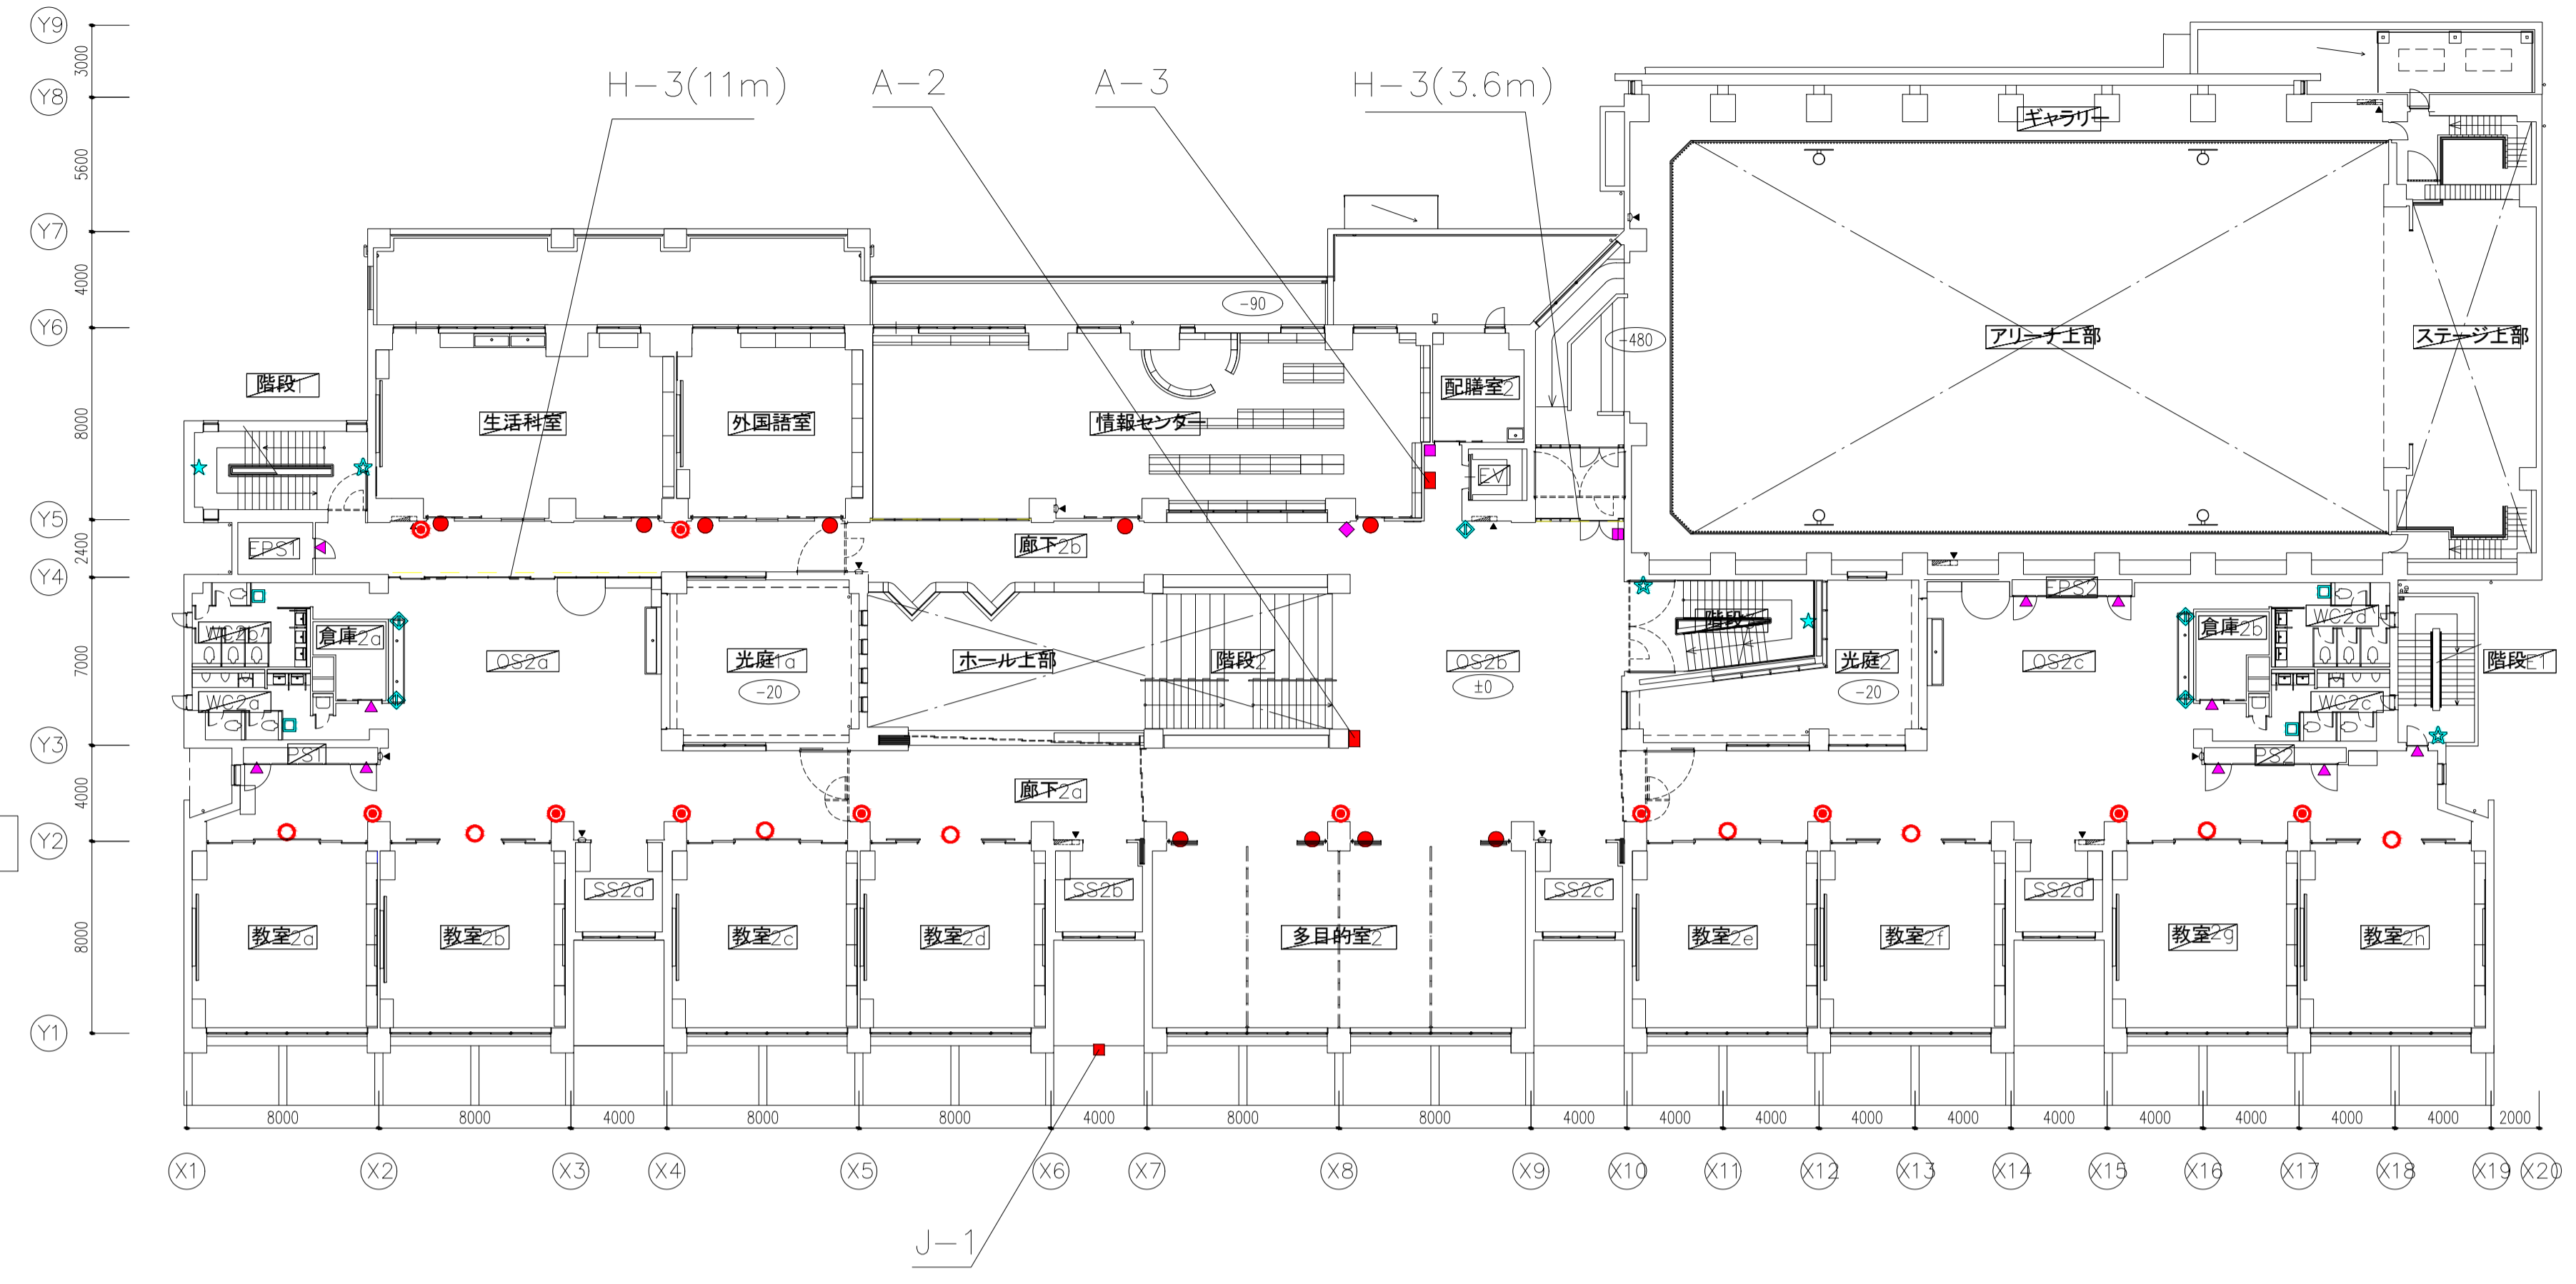 Y9
3000
Y8
H-3(11m)
A-2
A-3
H-3(3.6m)
ギャラリー
5600
Y7
4000
-90
Y6
-480
アリーナ上部
ステージ上部
階段1
配膳室2
8000
生活科室
外国語室
情報センター
EV
Y5
2400
EPS1
廊下2b
Y4
EPS2
WC2b
倉庫2a
階段3
倉庫2b
WC2d
7000
OS2a
光庭1a
ホール上部
階段2
OS2b
光庭2
OS2c
階段E1
-20
±0
-20
WC2a
WC2c
Y3
PS1
PS2
4000
廊下2a
Y2
SS2a
SS2b
SS2c
SS2d
8000
教室2a
教室2b
教室2c
教室2d
多目的室2
教室2e
教室2f
教室2g
教室2h
Y1
8000 8000 4000 8000 8000 4000 8000 8000 4000 4000 4000 4000 4000 4000 4000 4000 4000 4000 2000
X1 X2 X3 X4 X5 X6 X7 X8 X9 X10 X11 X12 X13 X14 X15 X16 X17 X18 X19 X20
J-1